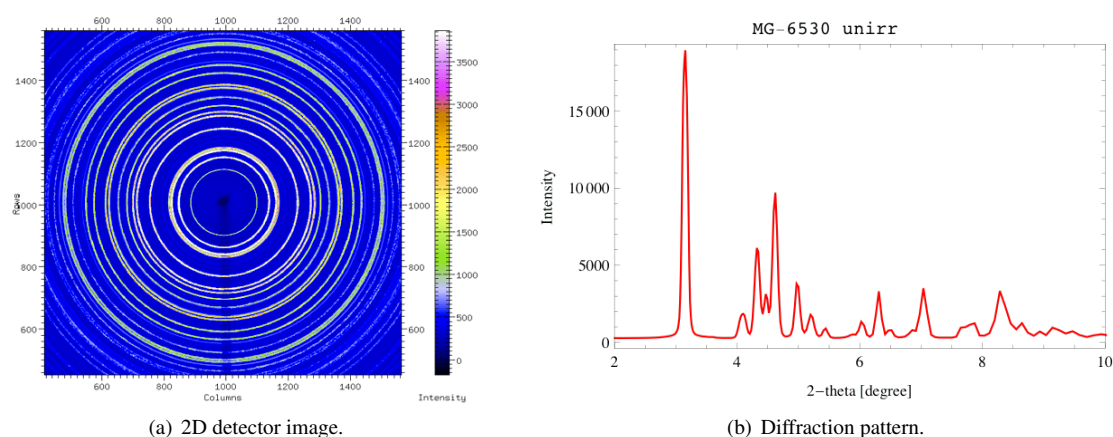 600 800 1000 1200 1400
1400 1400 3500
3000
1200 1200 2500
Rows 1000 1000 2000
1500
800 800 1000
500
600 600 0
600 800 1000 1200 1400
Columns Intensity
(a) 2D detector image.
MG-6530 unirr
Intensity
15 000
10 000
5000
0
2 4 6 8 10
2-theta [degree]
(b) Diffraction pattern.